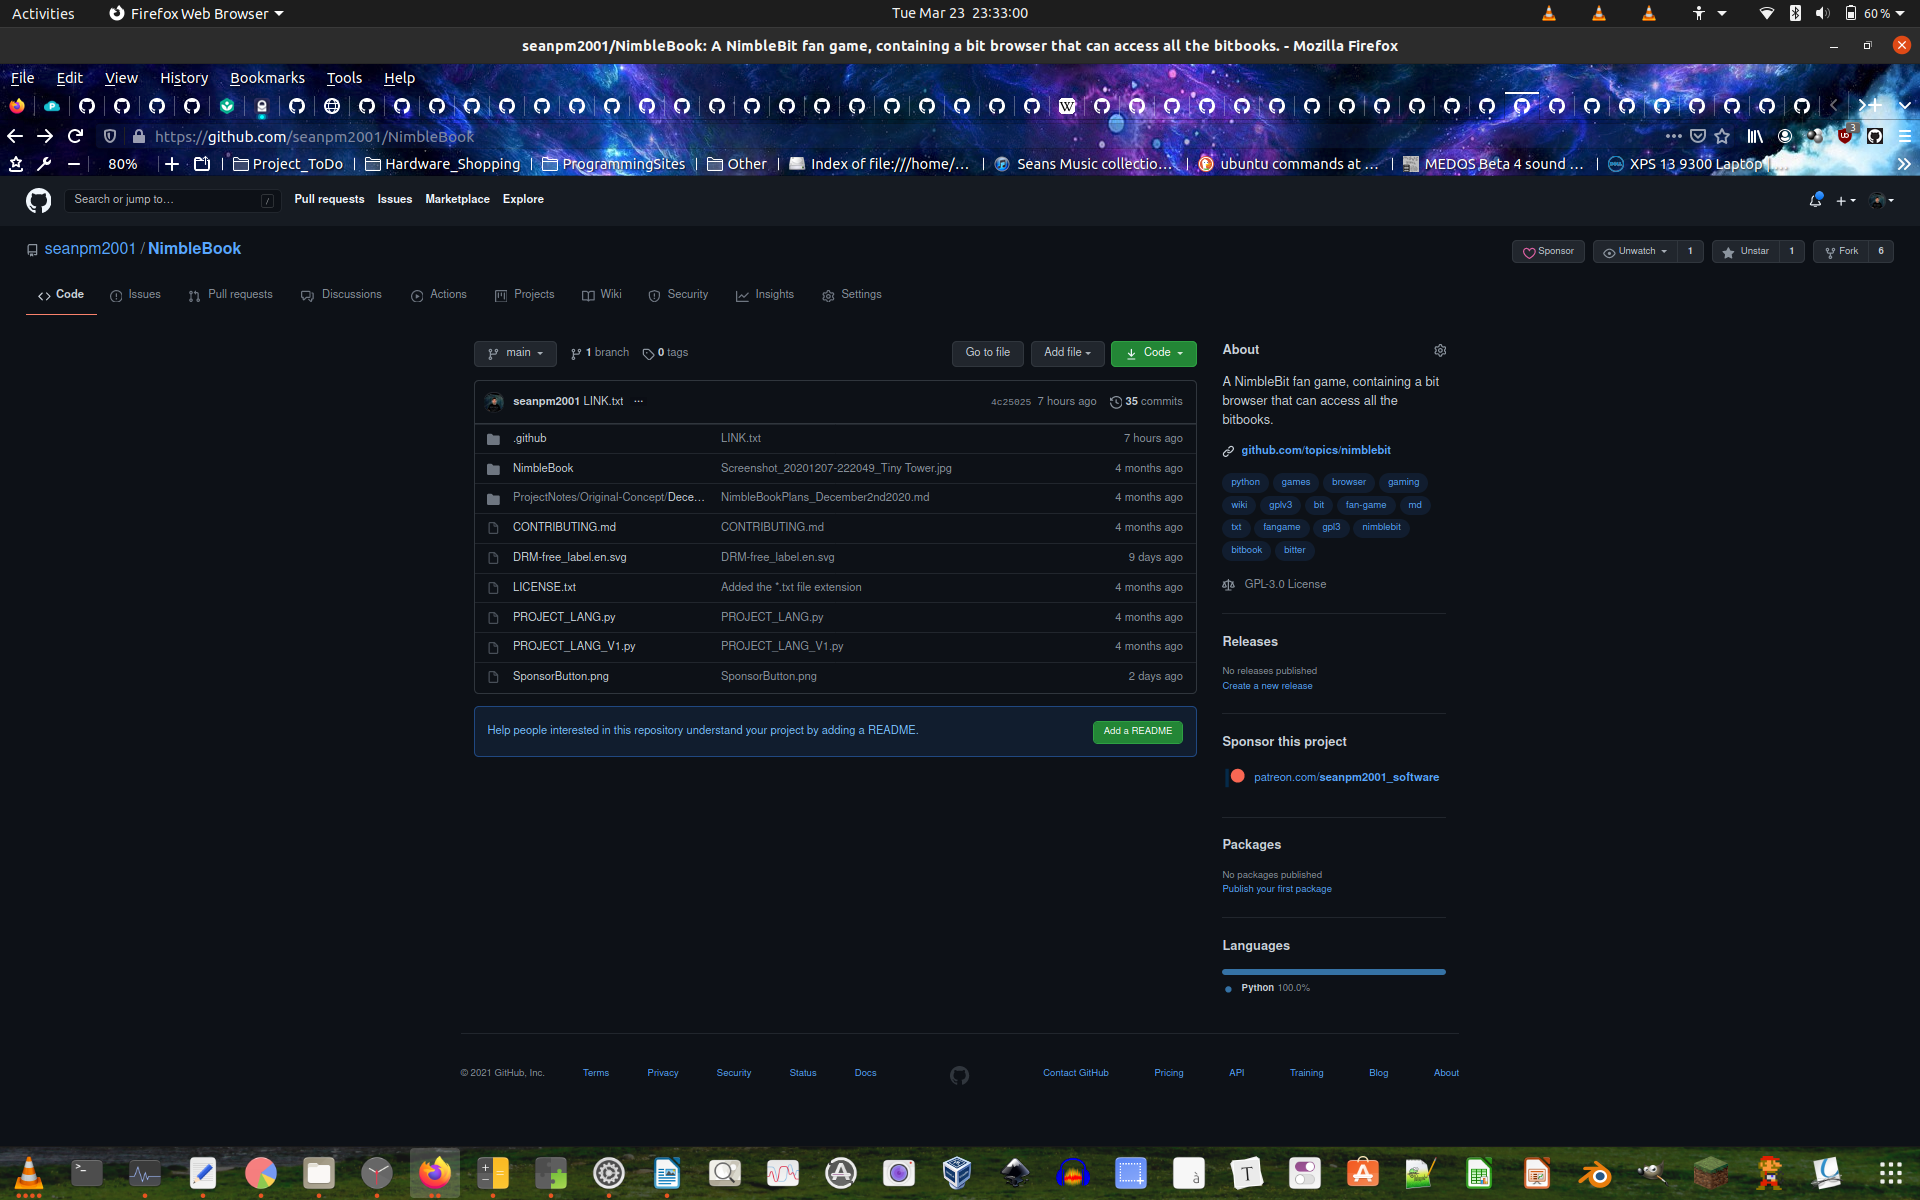 Activities Firefox Web Browser Tue Mar 23 23:33:00 60 %
seanpm2001/NimbleBook: A NimbleBit fan game, containing a bit browser that can access all the bitbooks. - Mozilla Firefox
File Edit View History Bookmarks Tools Help
https://github.com/seanpm2001/NimbleBook 3
80% Project_ToDo Hardware_Shopping ProgrammingSites Other Index of file:///home/… Seans Music collectio… ubuntu commands at … MEDOS Beta 4 sound … XPS 13 9300 Laptop
Search or jump to… / Pull requests Issues Marketplace Explore
seanpm2001 / NimbleBook Sponsor Unwatch 1 Unstar 1 Fork 6
Code Issues Pull requests Discussions Actions Projects Wiki Security Insights Settings
main 1 branch 0 tags Go to file Add file Code
seanpm2001 LINK.txt ... 4c25025 7 hours ago 35 commits
.github LINK.txt 7 hours ago
NimbleBook Screenshot_20201207-222049_Tiny Tower.jpg 4 months ago
ProjectNotes/Original-Concept/Dece… NimbleBookPlans_December2nd2020.md 4 months ago
CONTRIBUTING.md CONTRIBUTING.md 4 months ago
DRM-free_label.en.svg DRM-free_label.en.svg 9 days ago
LICENSE.txt Added the *.txt file extension 4 months ago
PROJECT_LANG.py PROJECT_LANG.py 4 months ago
PROJECT_LANG_V1.py PROJECT_LANG_V1.py 4 months ago
SponsorButton.png SponsorButton.png 2 days ago
Help people interested in this repository understand your project by adding a README. Add a README
About
A NimbleBit fan game, containing a bit
browser that can access all the
bitbooks.
github.com/topics/nimblebit
python games browser gaming
wiki gplv3 bit fan-game md
txt fangame gpl3 nimblebit
bitbook bitter
GPL-3.0 License
Releases
No releases published
Create a new release
Sponsor this project
patreon.com/seanpm2001_software
Packages
No packages published
Publish your first package
Languages
Python 100.0%
© 2021 GitHub, Inc. Terms Privacy Security Status Docs Contact GitHub Pricing API Training Blog About